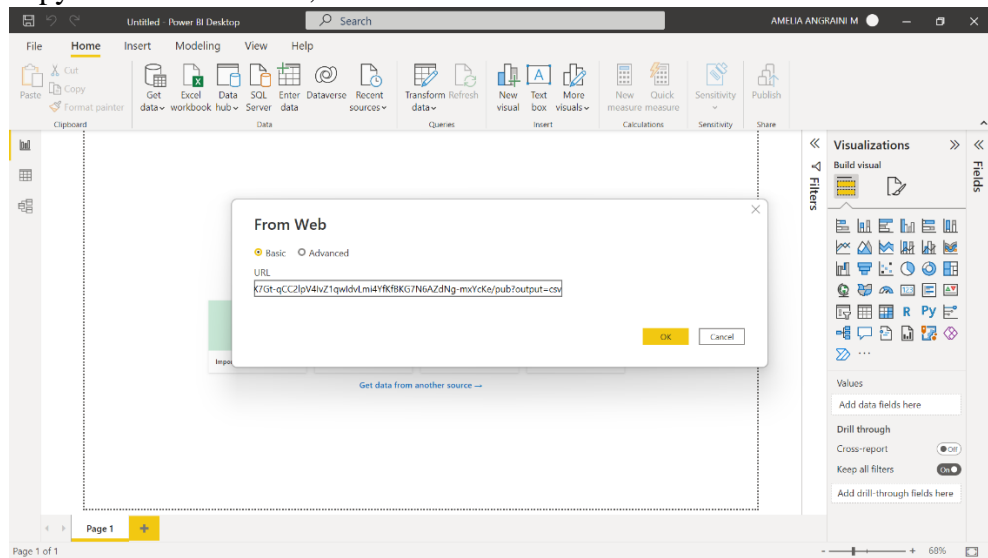 Untitled - Power BI Desktop
Search
AMELIA ANGRAINI M
File Home Insert Modeling View Help
Paste
Cut
Copy
Format painter
Get data
Excel workbook
Data hub
SQL Server
Enter data
Dataverse
Recent sources
Transform data
Refresh
New visual
Text box
More visuals
New measure
Quick measure
Sensitivity
Publish
Clipboard
Data
Queries
Insert
Calculations
Sensitivity
Share
From Web
Basic
Advanced
URL
K7Gt-qCC2lpV4IvZ1qwIdvLmi4YfKfBKG7N6AZdNg-mxYcKe/pub?output=csv
OK
Cancel
Get data from another source →
Filters
Visualizations
Build visual
R
Py
123
Values
Add data fields here
Drill through
Cross-report
Off
Keep all filters
On
Add drill-through fields here
Fields
Page 1
Page 1 of 1
68%